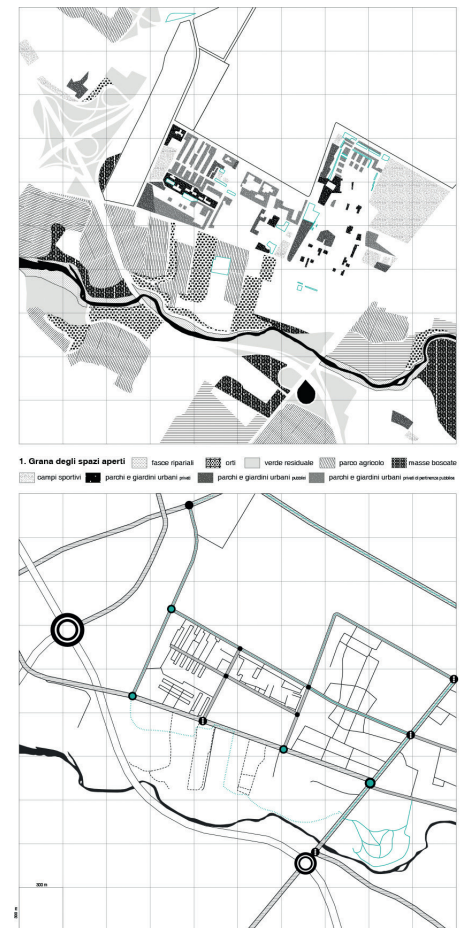 1. Grana degli spazi aperti fasce ripariali orti verde residuale parco agricolo masse boscate
campi sportivi parchi e giardini urbani privati parchi e giardini urbani pubblici parchi e giardini urbani privati di pertinenza pubblica
300 m
300 m